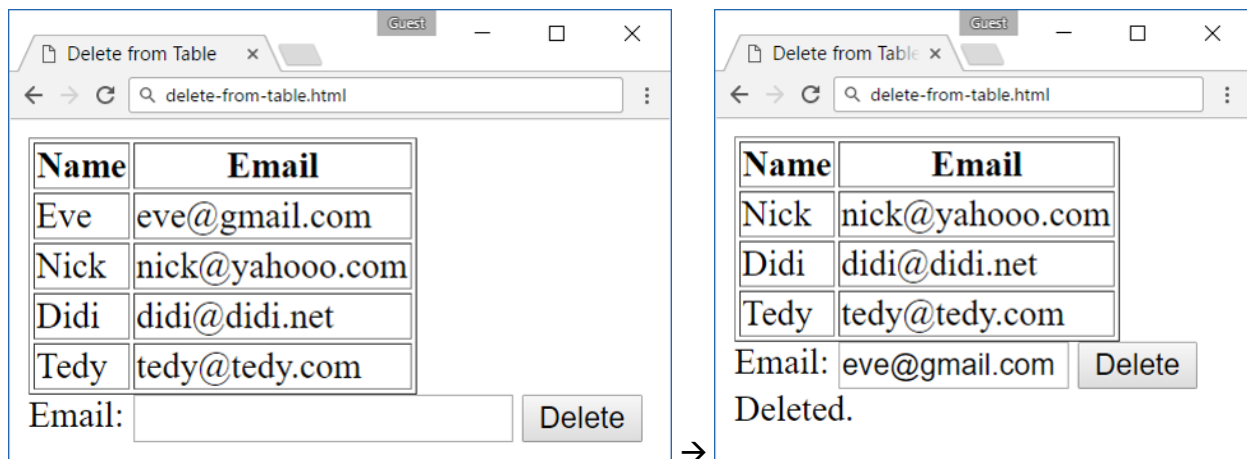 Guest
Delete from Table
delete-from-table.html
Name Email
Eve eve@gmail.com
Nick nick@yahooo.com
Didi didi@didi.net
Tedy tedy@tedy.com
Email: Delete
→
Guest
Delete from Table
delete-from-table.html
Name Email
Nick nick@yahooo.com
Didi didi@didi.net
Tedy tedy@tedy.com
Email: eve@gmail.com Delete
Deleted.